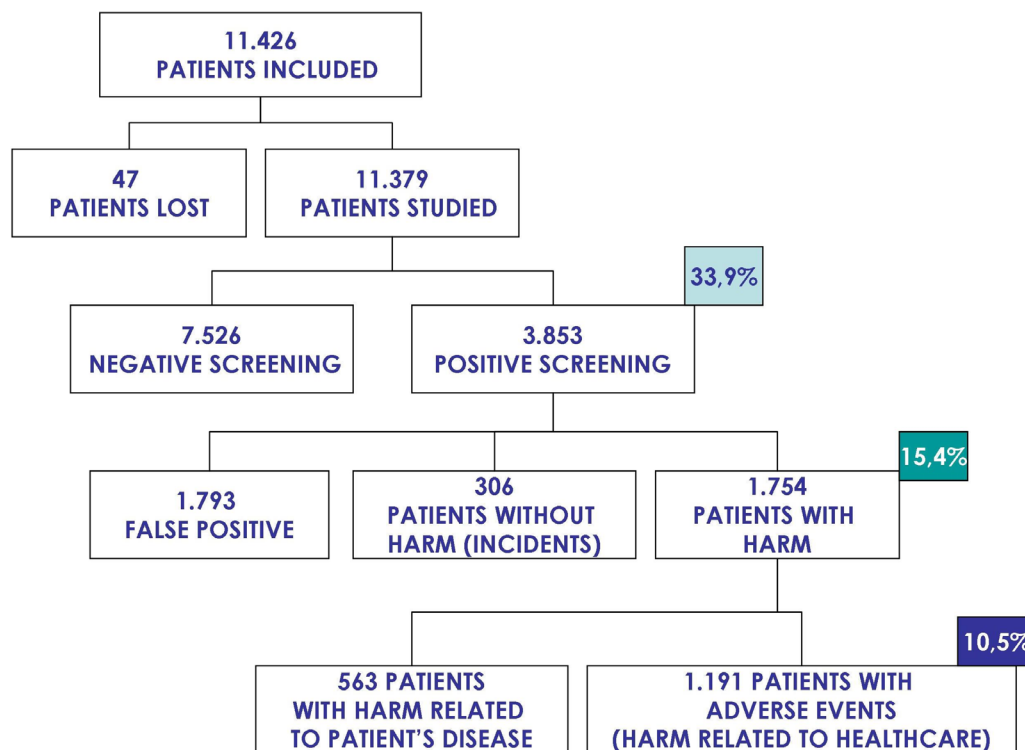 11.426
PATIENTS INCLUDED
47
PATIENTS LOST
11.379
PATIENTS STUDIED
33,9%
7.526
NEGATIVE SCREENING
3.853
POSITIVE SCREENING
15,4%
1.793
FALSE POSITIVE
306
PATIENTS WITHOUT
HARM (INCIDENTS)
1.754
PATIENTS WITH
HARM
10,5%
563 PATIENTS
WITH HARM RELATED
TO PATIENT'S DISEASE
1.191 PATIENTS WITH
ADVERSE EVENTS
(HARM RELATED TO HEALTHCARE)